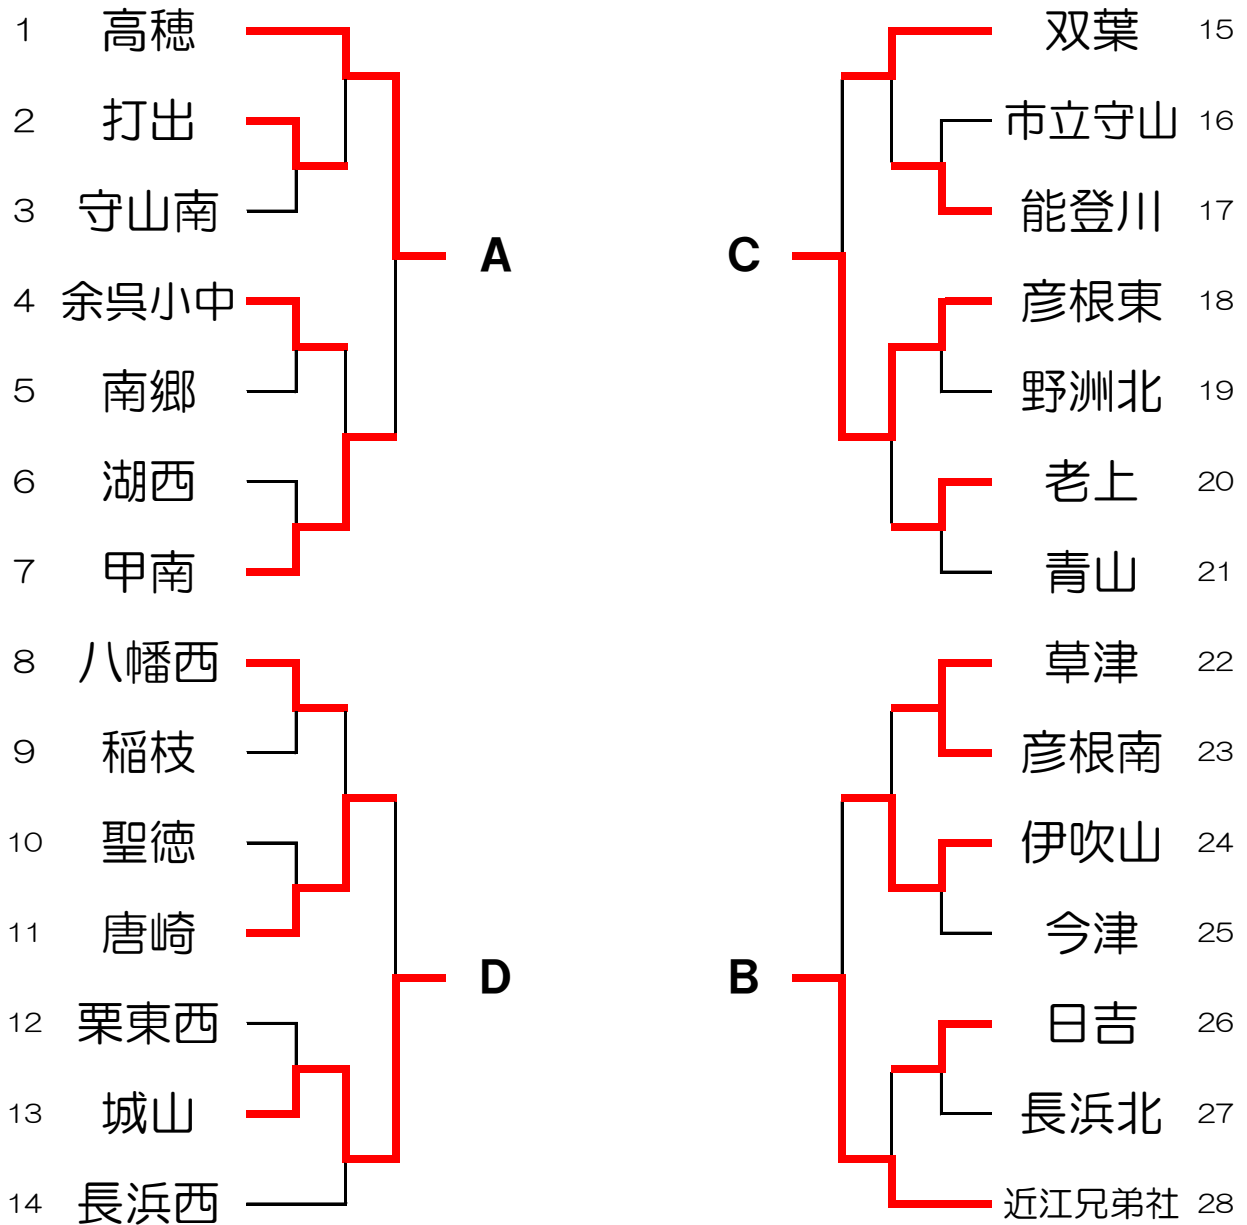 1 高穂
2 打出
3 守山南
4 余呉小中
5 南郷
6 湖西
7 甲南
A
8 八幡西
9 稲枝
10 聖徳
11 唐崎
12 栗東西
13 城山
14 長浜西
D
双葉 15
市立守山 16
能登川 17
彦根東 18
野洲北 19
老上 20
青山 21
C
草津 22
彦根南 23
伊吹山 24
今津 25
日吉 26
長浜北 27
近江兄弟社 28
B